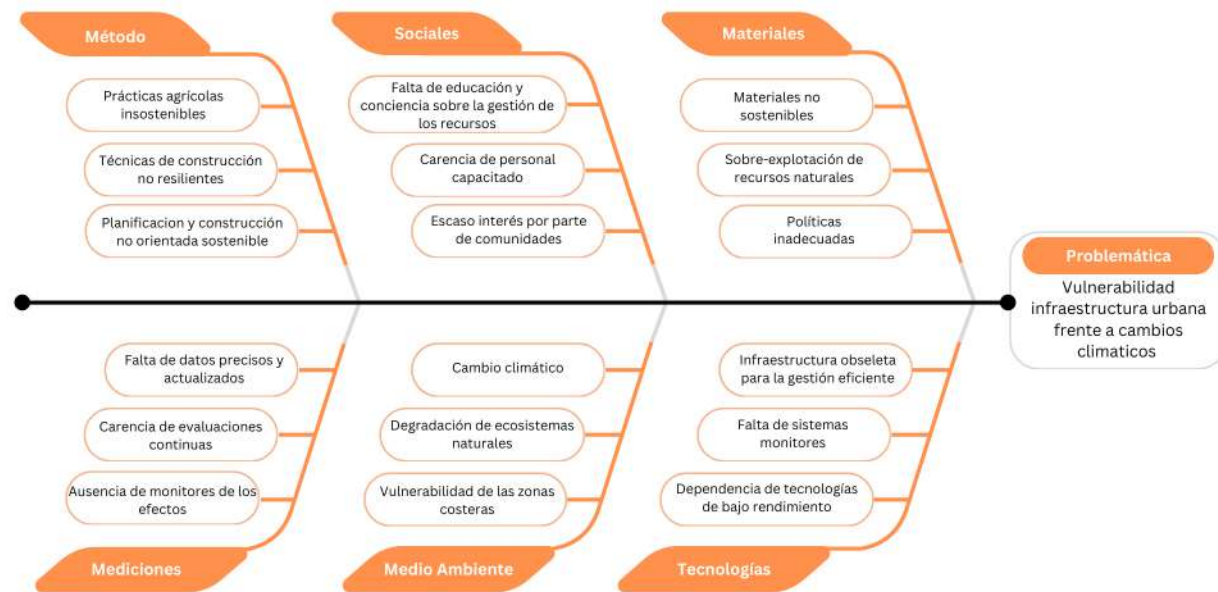 Método
Prácticas agrícolas
insostenibles
Técnicas de construcción
no resilientes
Planificacion y construcción
no orientada sostenible
Sociales
Falta de educación y
conciencia sobre la gestión de
los recursos
Carencia de personal
capacitado
Escaso interés por parte
de comunidades
Materiales
Materiales no
sostenibles
Sobre-explotación de
recursos naturales
Políticas
inadecuadas
Problemática
Vulnerabilidad
infraestructura urbana
frente a cambios
climaticos
Falta de datos precisos y
actualizados
Carencia de evaluaciones
continuas
Ausencia de monitores de los
efectos
Mediciones
Cambio climático
Degradación de ecosistemas
naturales
Vulnerabilidad de las zonas
costeras
Medio Ambiente
Infraestructura obseleta
para la gestión eficiente
Falta de sistemas
monitores
Dependencia de tecnologías
de bajo rendimiento
Tecnologías